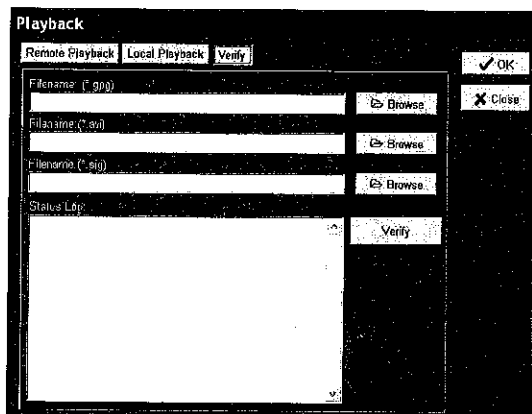 Playback
Remote Playback Local Playback Verify
OK
Close
Filename: (*.gpg)
Browse
Filename:(*.avi)
Browse
Filename:(*.sig)
Browse
Status Log:
Verify